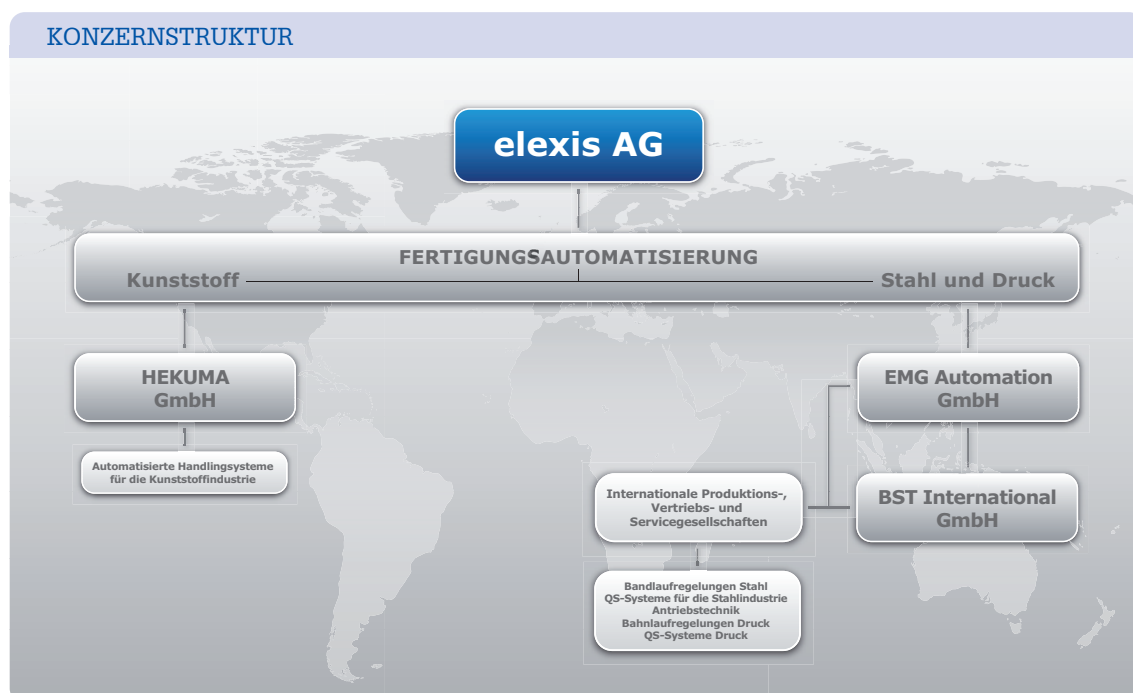 KONZERNSTRUKTUR
elexis AG
FERTIGUNGSAUTOMATISIERUNG
Kunststoff
Stahl und Druck
HEKUMA
GmbH
Automatisierte Handlingsysteme
für die Kunststoffindustrie
EMG Automation
GmbH
BST International
GmbH
Internationale Produktions-,
Vertriebs- und
Servicegesellschaften
Bandlaufregelungen Stahl
QS-Systeme für die Stahlindustrie
Antriebstechnik
Bahnlaufregelungen Druck
QS-Systeme Druck